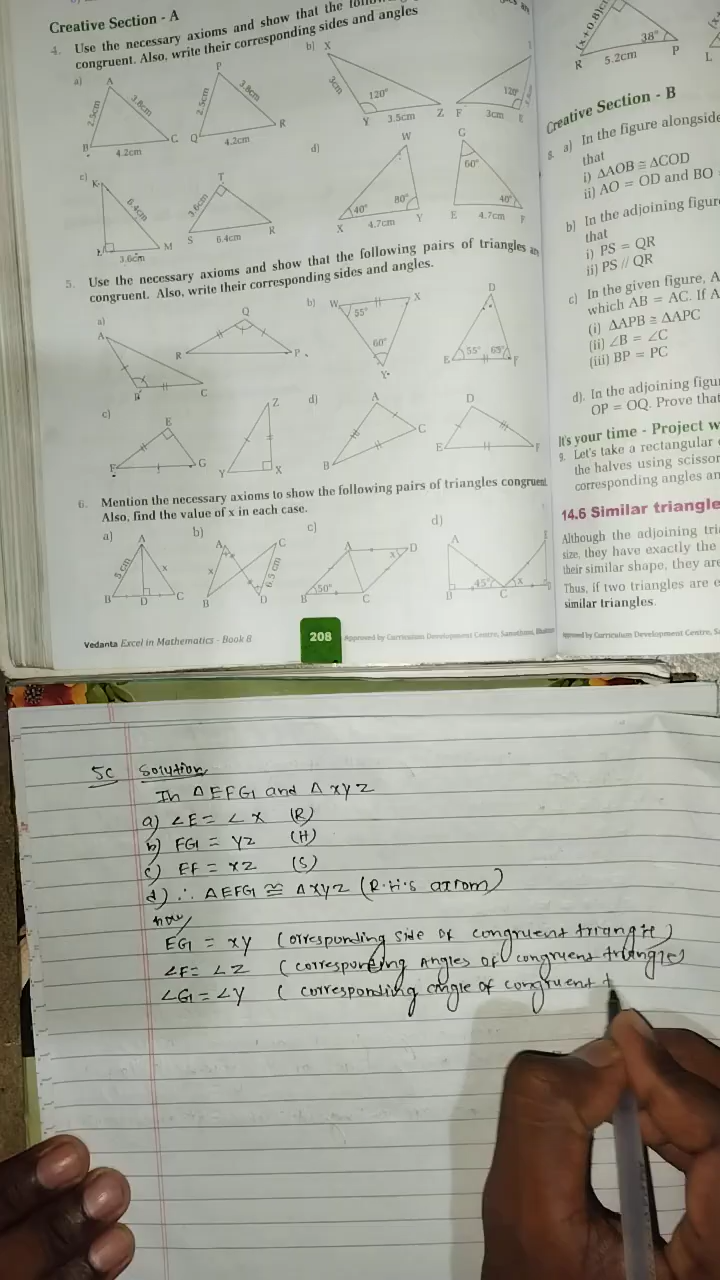 Creative Section - A
4. Use the necessary axioms and show that the
congruent. Also, write their corresponding sides and angles
a) A 2.5cm 3.8cm B 4.2cm C
P 2.5cm 3.8cm Q 4.2cm R
b) X 3cm 120° Y 3.5cm Z
F 120° 3cm E
c) K 6.4cm L 3.6cm M
T 3.6cm S 6.4cm R
d) W 40° 80° X 4.7cm Y
G 60° 40° E 4.7cm F
5. Use the necessary axioms and show that the following pairs of triangles are
congruent. Also, write their corresponding sides and angles.
a) A B C
Q R P
b) W 55° X 60° Y
D E 55° 65° F
c) E F G
Z Y X
d) A B C
D E F
6. Mention the necessary axioms to show the following pairs of triangles congruent.
Also, find the value of x in each case.
a) A 5 cm x B D C
b) A C x 6.5 cm B D
c) A x D B 50° C
d) A B 45° C x
Vedanta Excel in Mathematics - Book 8
208
Approved by Curriculum Development Centre, Sanothimi,
(x+0.8)c
38°
R 5.2cm P L
Creative Section - B
8. a) In the figure alongside
that
i) ΔAOB ≅ ΔCOD
ii) AO = OD and BO
b) In the adjoining figur
that
i) PS = QR
ii) PS // QR
c) In the given figure, A
which AB = AC. If A
(i) ΔAPB ≅ ΔAPC
(ii) ∠B = ∠C
(iii) BP = PC
d). In the adjoining figu
OP = OQ. Prove that
It's your time - Project w
9. Let's take a rectangular
the halves using scissor
corresponding angles an
14.6 Similar triangle
Although the adjoining tri
size, they have exactly the
their similar shape, they are
Thus, if two triangles are e
similar triangles.
Approved by Curriculum Development Centre, Sa
5c Solution
In ΔEFG and Δ XYZ
a) ∠E = ∠ X (R)
b) FG = YZ (H)
c) EF = XZ (S)
d) ∴ ΔEFG ≅ ΔXYZ (R.H.S axiom)
now
EG = XY (orresponding side of congruent triangle)
∠F = ∠Z (corresponding Angles of congruent triangles)
∠G = ∠Y ( corresponding angle of congruent t